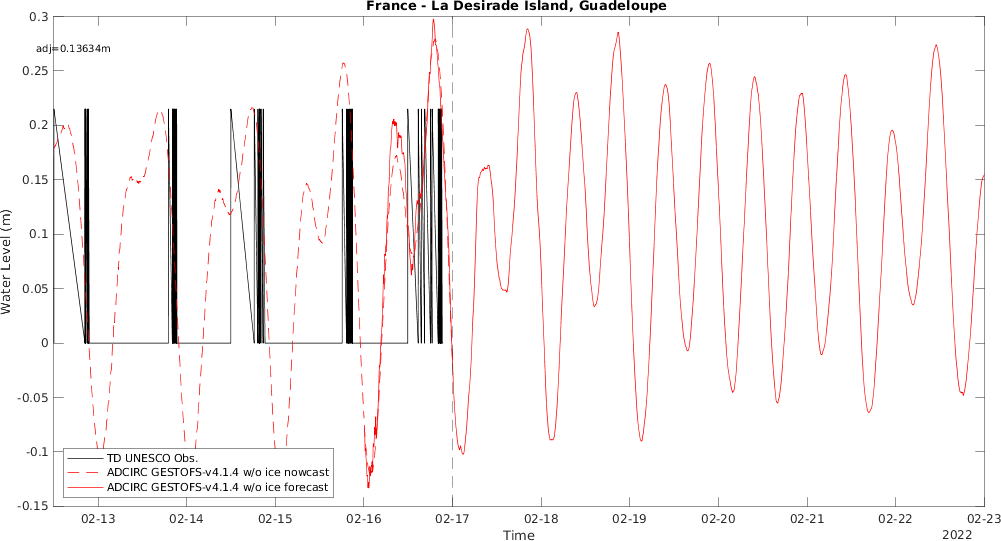 France - La Desirade Island, Guadeloupe
adj=0.13634m
0.3
0.25
0.2
0.15
0.1
0.05
0
-0.05
-0.1
-0.15
Water Level (m)
TD UNESCO Obs.
ADCIRC GESTOFS-v4.1.4 w/o ice nowcast
ADCIRC GESTOFS-v4.1.4 w/o ice forecast
02-13 02-14 02-15 02-16 02-17 02-18 02-19 02-20 02-21 02-22 02-23
Time
2022